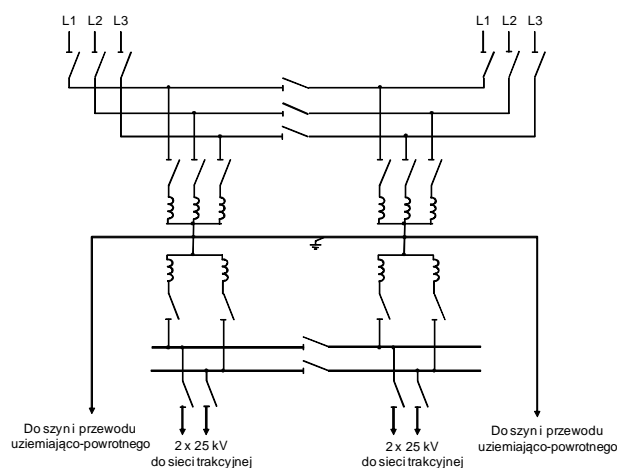 L1 L2 L3
L1 L2 L3
Do szyn i przewodu
uziemiająco-powrotnego
2 x 25 kV
do sieci trakcyjnej
2 x 25 kV
do sieci trakcyjnej
Do szyn i przewodu
uziemiająco-powrotnego